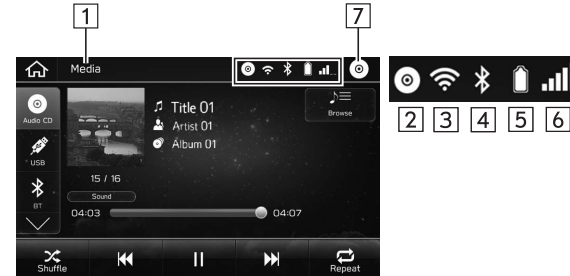 1
7
Media
Audio CD
USB
BT
Title 01
Artist 01
Album 01
Browse
15 / 16
Sound
04:03
04:07
Shuffle
Repeat
2 3 4 5 6